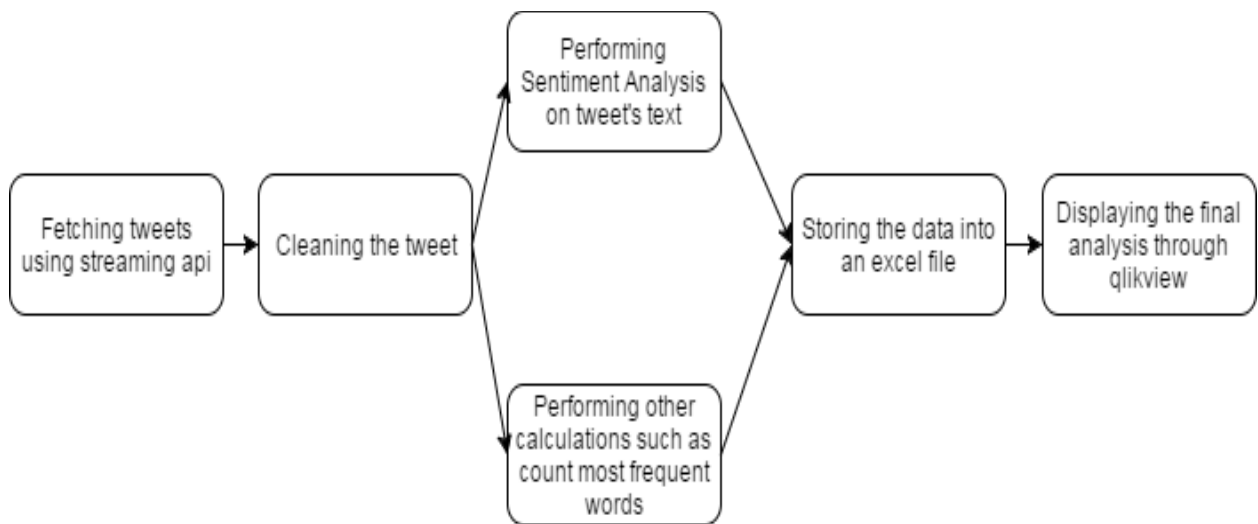 Fetching tweets
using streaming api
Cleaning the tweet
Performing
Sentiment Analysis
on tweet's text
Performing other
calculations such as
count most frequent
words
Storing the data into
an excel file
Displaying the final
analysis through
qlikview